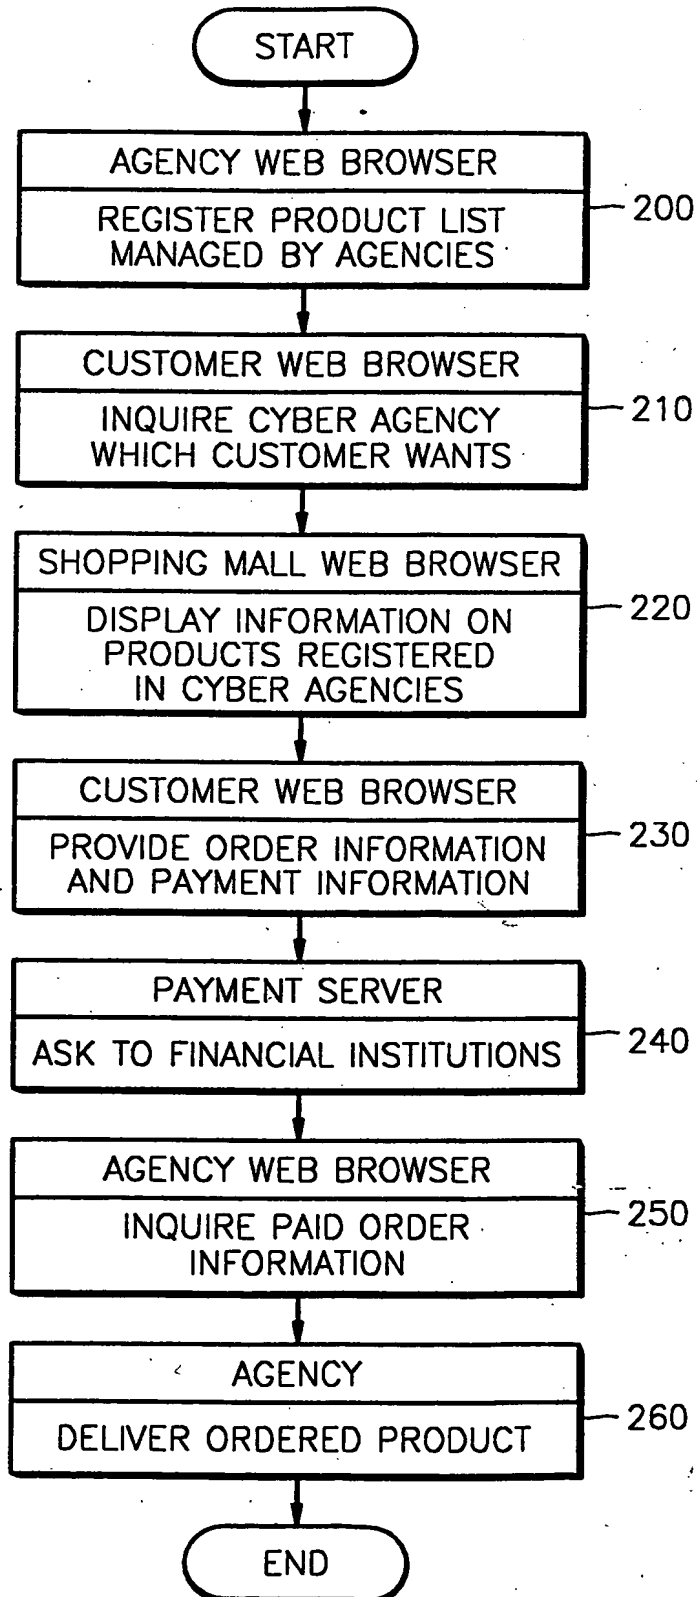 START
AGENCY WEB BROWSER
REGISTER PRODUCT LIST
MANAGED BY AGENCIES
200
CUSTOMER WEB BROWSER
INQUIRE CYBER AGENCY
WHICH CUSTOMER WANTS
210
SHOPPING MALL WEB BROWSER
DISPLAY INFORMATION ON
PRODUCTS REGISTERED
IN CYBER AGENCIES
220
CUSTOMER WEB BROWSER
PROVIDE ORDER INFORMATION
AND PAYMENT INFORMATION
230
PAYMENT SERVER
ASK TO FINANCIAL INSTITUTIONS
240
AGENCY WEB BROWSER
INQUIRE PAID ORDER
INFORMATION
250
AGENCY
DELIVER ORDERED PRODUCT
260
END